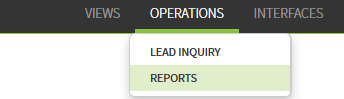 VIEWS OPERATIONS INTERFACES
LEAD INQUIRY
REPORTS